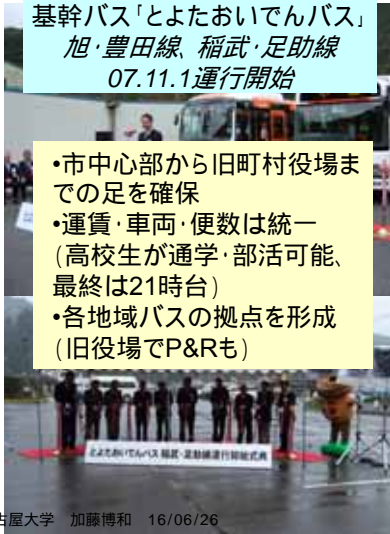 基幹バス「とよたおいでんバス」
旭・豊田線、稲武・足助線
07.11.1運行開始
•市中心部から旧町村役場ま
での足を確保
•運賃・車両・便数は統一
(高校生が通学・部活可能、
最終は21時台)
•各地域バスの拠点を形成
(旧役場でP&Rも)
とよたおいでんバス 稲武・足助線運行開始式典
古屋大学 加藤博和 16/06/26